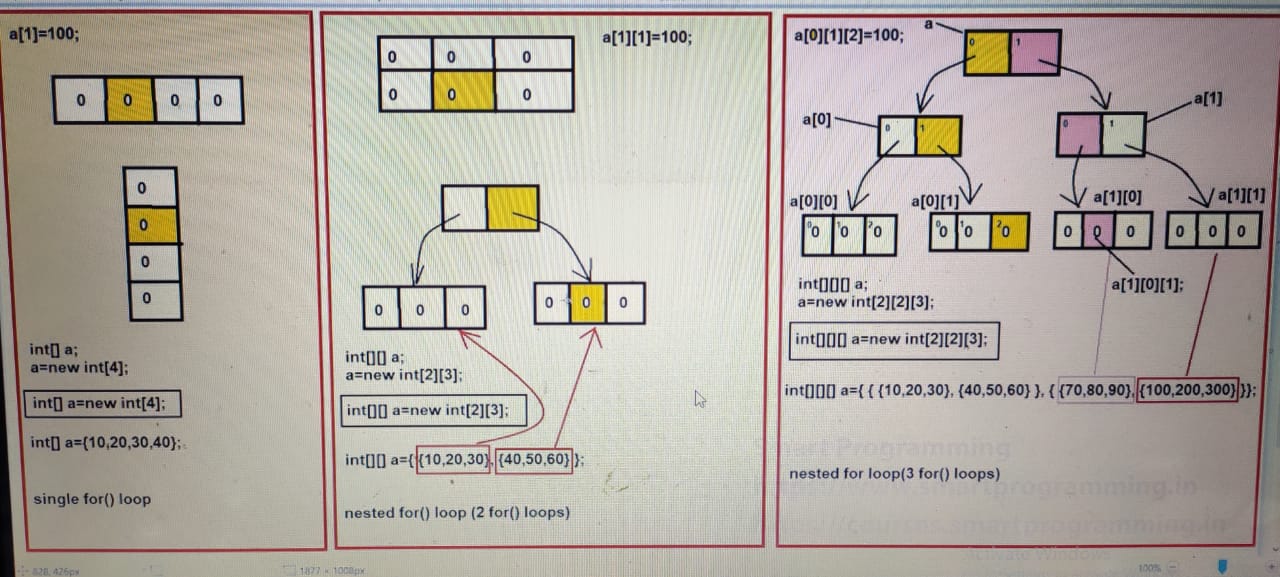 a[1]=100;
0 0 0 0
0
0
0
0
int[] a;
a=new int[4];
int[] a=new int[4];
int[] a={10,20,30,40};
single for() loop
a[1][1]=100;
0 0 0
0 0 0
0 0 0
0 0 0
int[][] a;
a=new int[2][3];
int[][] a=new int[2][3];
int[][] a={{10,20,30}, {40,50,60} };
nested for() loop (2 for() loops)
a[0][1][2]=100;
a
0 1
a[0]
0 1
a[1]
0 1
a[0][0]
0 0 1 0 2 0
a[0][1]
0 0 1 0 2 0
a[1][0]
0 0 0
a[1][1]
0 0 0
a[1][0][1];
int[][][] a;
a=new int[2][2][3];
int[][][] a=new int[2][2][3];
int[][][] a={ { {10,20,30}, {40,50,60} }, { {70,80,90}, {100,200,300} }};
nested for loop(3 for() loops)
Smart Programming
smartprogramming.in
//courses.smartprogramming.in
Activate Windows
828, 426px
1877 × 1008px
100%